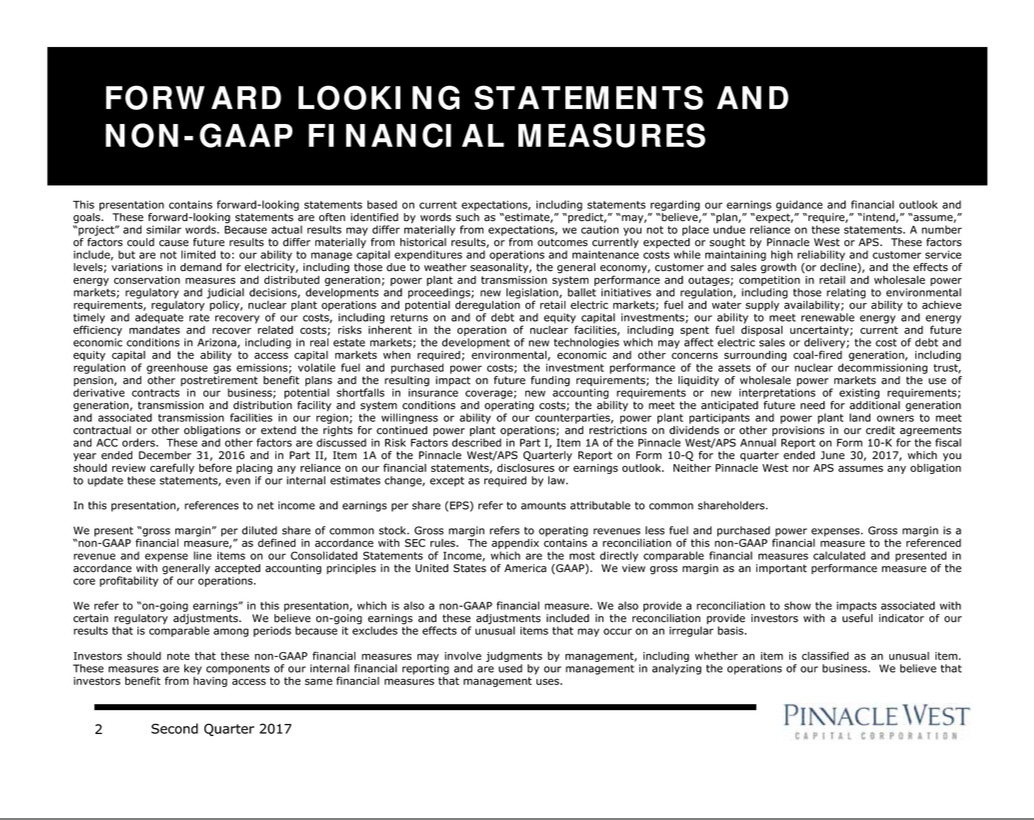 FORWARD LOOKING STATEMENTS AND
NON-GAAP FINANCIAL MEASURES
This presentation contains forward-looking statements based on current expectations, including statements regarding our earnings guidance and financial outlook and
goals. These forward-looking statements are often identified by words such as “estimate,” “predict,” “may,” “believe,” “plan,” “expect,” “require,” “intend,” “assume,”
“project” and similar words. Because actual results may differ materially from expectations, we caution you not to place undue reliance on these statements. A number
of factors could cause future results to differ materially from historical results, or from outcomes currently expected or sought by Pinnacle West or APS. These factors
include, but are not limited to: our ability to manage capital expenditures and operations and maintenance costs while maintaining high reliability and customer service
levels; variations in demand for electricity, including those due to weather seasonality, the general economy, customer and sales growth (or decline), and the effects of
energy conservation measures and distributed generation; power plant and transmission system performance and outages; competition in retail and wholesale power
markets; regulatory and judicial decisions, developments and proceedings; new legislation, ballot initiatives and regulation, including those relating to environmental
requirements, regulatory policy, nuclear plant operations and potential deregulation of retail electric markets; fuel and water supply availability; our ability to achieve
timely and adequate rate recovery of our costs, including returns on and of debt and equity capital investments; our ability to meet renewable energy and energy
efficiency mandates and recover related costs; risks inherent in the operation of nuclear facilities, including spent fuel disposal uncertainty; current and future
economic conditions in Arizona, including in real estate markets; the development of new technologies which may affect electric sales or delivery; the cost of debt and
equity capital and the ability to access capital markets when required; environmental, economic and other concerns surrounding coal-fired generation, including
regulation of greenhouse gas emissions; volatile fuel and purchased power costs; the investment performance of the assets of our nuclear decommissioning trust,
pension, and other postretirement benefit plans and the resulting impact on future funding requirements; the liquidity of wholesale power markets and the use of
derivative contracts in our business; potential shortfalls in insurance coverage; new accounting requirements or new interpretations of existing requirements;
generation, transmission and distribution facility and system conditions and operating costs; the ability to meet the anticipated future need for additional generation
and associated transmission facilities in our region; the willingness or ability of our counterparties, power plant participants and power plant land owners to meet
contractual or other obligations or extend the rights for continued power plant operations; and restrictions on dividends or other provisions in our credit agreements
and ACC orders. These and other factors are discussed in Risk Factors described in Part I, Item 1A of the Pinnacle West/APS Annual Report on Form 10-K for the fiscal
year ended December 31, 2016 and in Part II, Item 1A of the Pinnacle West/APS Quarterly Report on Form 10-Q for the quarter ended June 30, 2017, which you
should review carefully before placing any reliance on our financial statements, disclosures or earnings outlook. Neither Pinnacle West nor APS assumes any obligation
to update these statements, even if our internal estimates change, except as required by law.
In this presentation, references to net income and earnings per share (EPS) refer to amounts attributable to common shareholders.
We present “gross margin” per diluted share of common stock. Gross margin refers to operating revenues less fuel and purchased power expenses. Gross margin is a
“non-GAAP financial measure,” as defined in accordance with SEC rules. The appendix contains a reconciliation of this non-GAAP financial measure to the referenced
revenue and expense line items on our Consolidated Statements of Income, which are the most directly comparable financial measures calculated and presented in
accordance with generally accepted accounting principles in the United States of America (GAAP). We view gross margin as an important performance measure of the
core profitability of our operations.
We refer to “on-going earnings” in this presentation, which is also a non-GAAP financial measure. We also provide a reconciliation to show the impacts associated with
certain regulatory adjustments. We believe on-going earnings and these adjustments included in the reconciliation provide investors with a useful indicator of our
results that is comparable among periods because it excludes the effects of unusual items that may occur on an irregular basis.
Investors should note that these non-GAAP financial measures may involve judgments by management, including whether an item is classified as an unusual item.
These measures are key components of our internal financial reporting and are used by our management in analyzing the operations of our business. We believe that
investors benefit from having access to the same financial measures that management uses.
2 Second Quarter 2017
PINNACLE WEST
CAPITAL CORPORATION